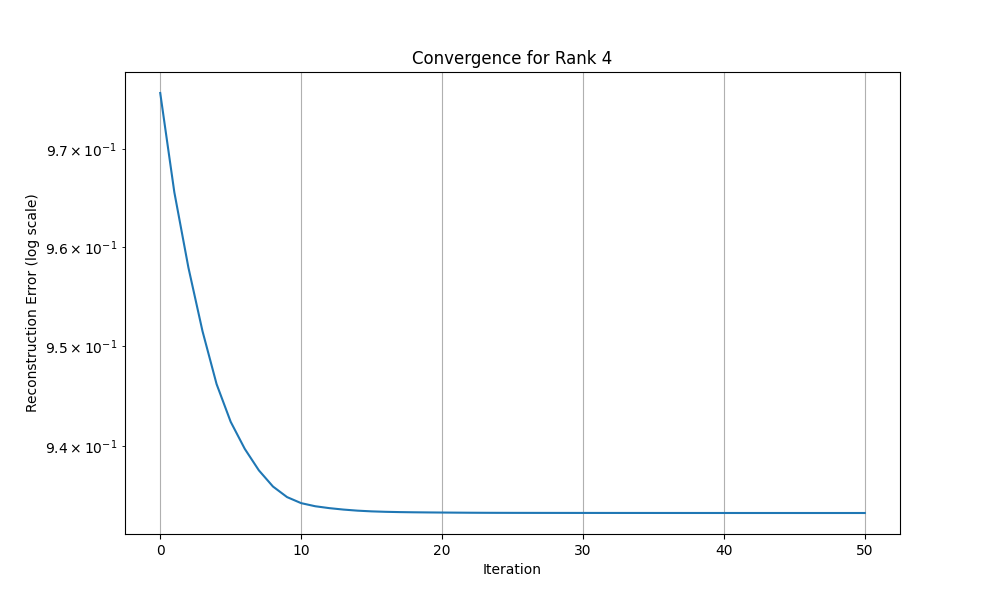 Convergence for Rank 4
Reconstruction Error (log scale)
9.7 × 10⁻¹
9.6 × 10⁻¹
9.5 × 10⁻¹
9.4 × 10⁻¹
0 10 20 30 40 50
Iteration